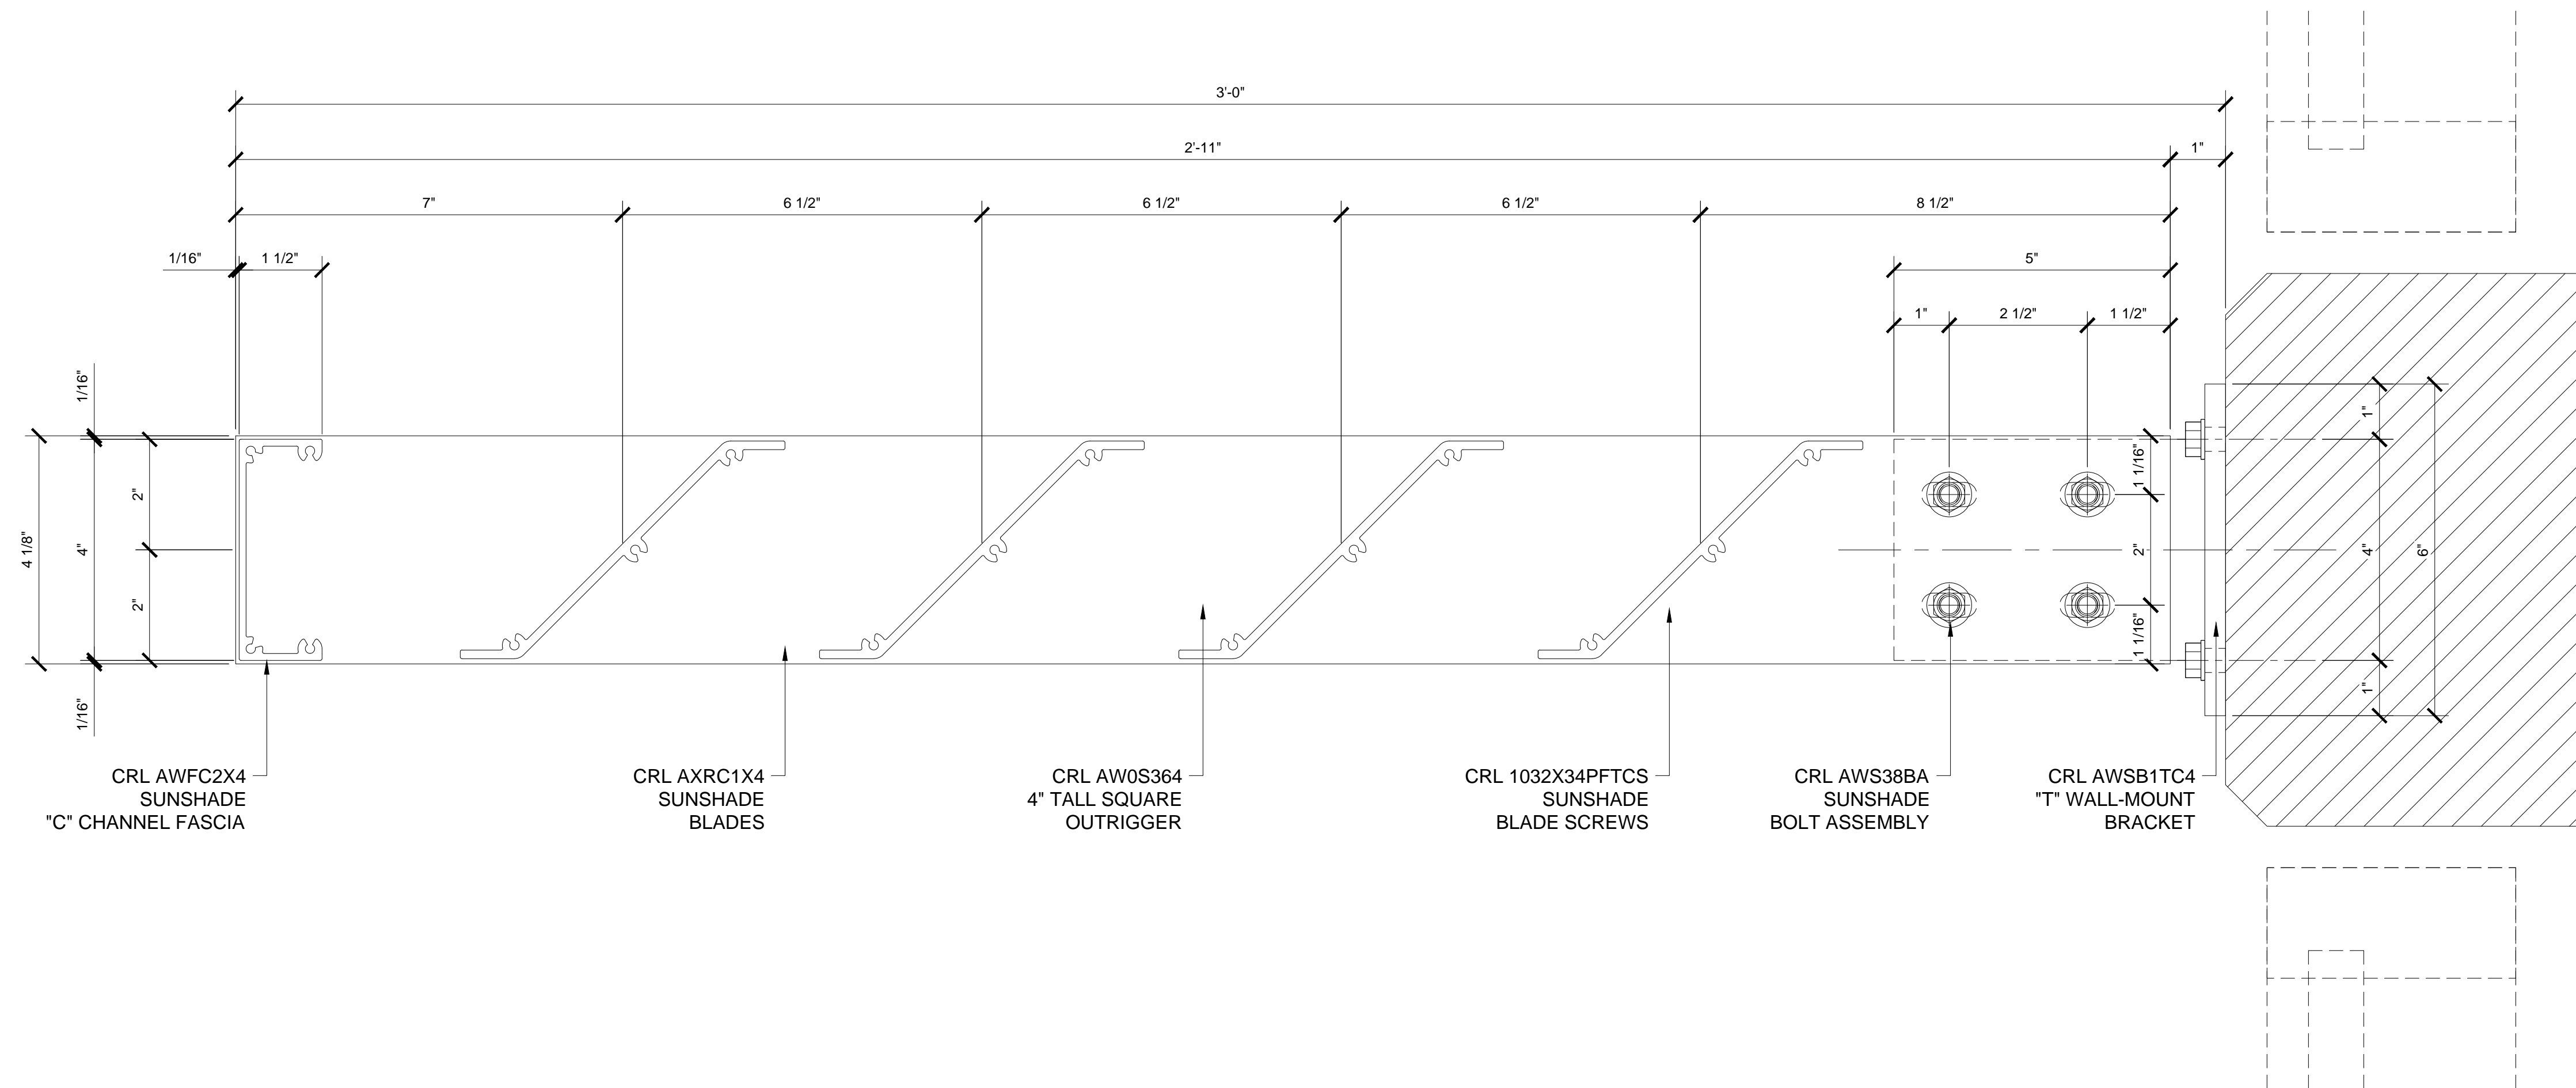 3'-0"
2'-11"
1"
7"
6 1/2"
6 1/2"
6 1/2"
8 1/2"
1/16"
1 1/2"
5"
1"
2 1/2"
1 1/2"
1/16"
4 1/8"
4"
2"
2"
1/16"
1 1/16"
2"
1 1/16"
1"
4"
6"
1"
CRL AWFC2X4
SUNSHADE
"C" CHANNEL FASCIA
CRL AXRC1X4
SUNSHADE
BLADES
CRL AW0S364
4" TALL SQUARE
OUTRIGGER
CRL 1032X34PFTCS
SUNSHADE
BLADE SCREWS
CRL AWS38BA
SUNSHADE
BOLT ASSEMBLY
CRL AWSB1TC4
"T" WALL-MOUNT
BRACKET